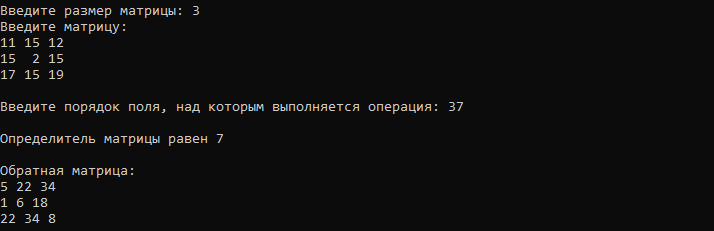 Введите размер матрицы: 3
Введите матрицу:
11 15 12
15  2 15
17 15 19
Введите порядок поля, над которым выполняется операция: 37
Определитель матрицы равен 7
Обратная матрица:
5 22 34
1 6 18
22 34 8